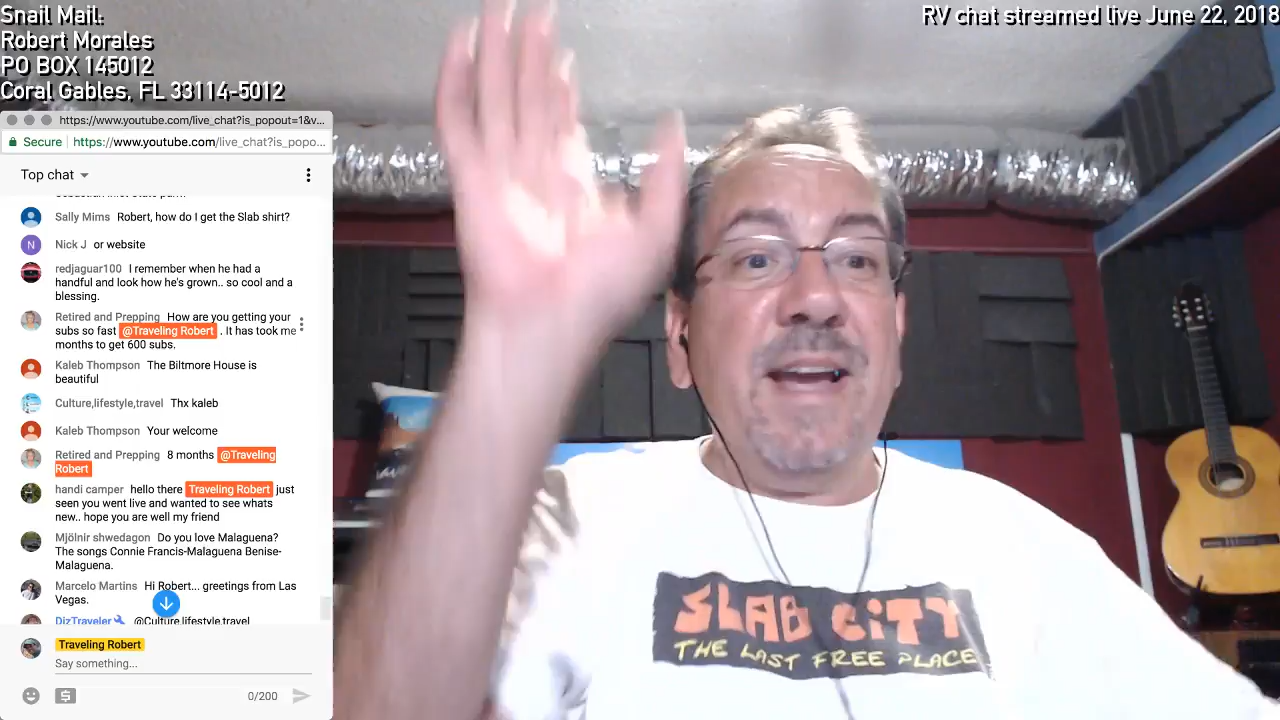 Snail Mail:
Robert Morales
PO BOX 145012
Coral Gables, FL 33114-5012
RV chat streamed live June 22, 2018
https://www.youtube.com/live_chat?is_popout=1&v...
Secure https://www.youtube.com/live_chat?is_popo...
Top chat
Sally Mims Robert, how do I get the Slab shirt?
Nick J or website
N
redjaguar100 I remember when he had a
handful and look how he's grown.. so cool and a
blessing.
Retired and Prepping How are you getting your
subs so fast @Traveling Robert . It has took me
months to get 600 subs.
Kaleb Thompson The Biltmore House is
beautiful
Culture,lifestyle,travel Thx kaleb
Kaleb Thompson Your welcome
Retired and Prepping 8 months @Traveling
Robert
handi camper hello there Traveling Robert just
seen you went live and wanted to see whats
new.. hope you are well my friend
Mjölnir shwedagon Do you love Malaguena?
The songs Connie Francis-Malaguena Benise-
Malaguena.
Marcelo Martins Hi Robert... greetings from Las
Vegas.
DizTraveler @Culture,lifestyle,travel
Traveling Robert
Say something...
0/200
SLAB CITY
THE LAST FREE PLACE